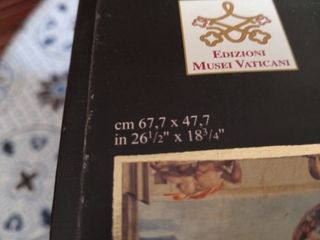 EDIZIONI
MUSEI VATICANI
cm 67,7 x 47,7
in 26½" x 18¾"